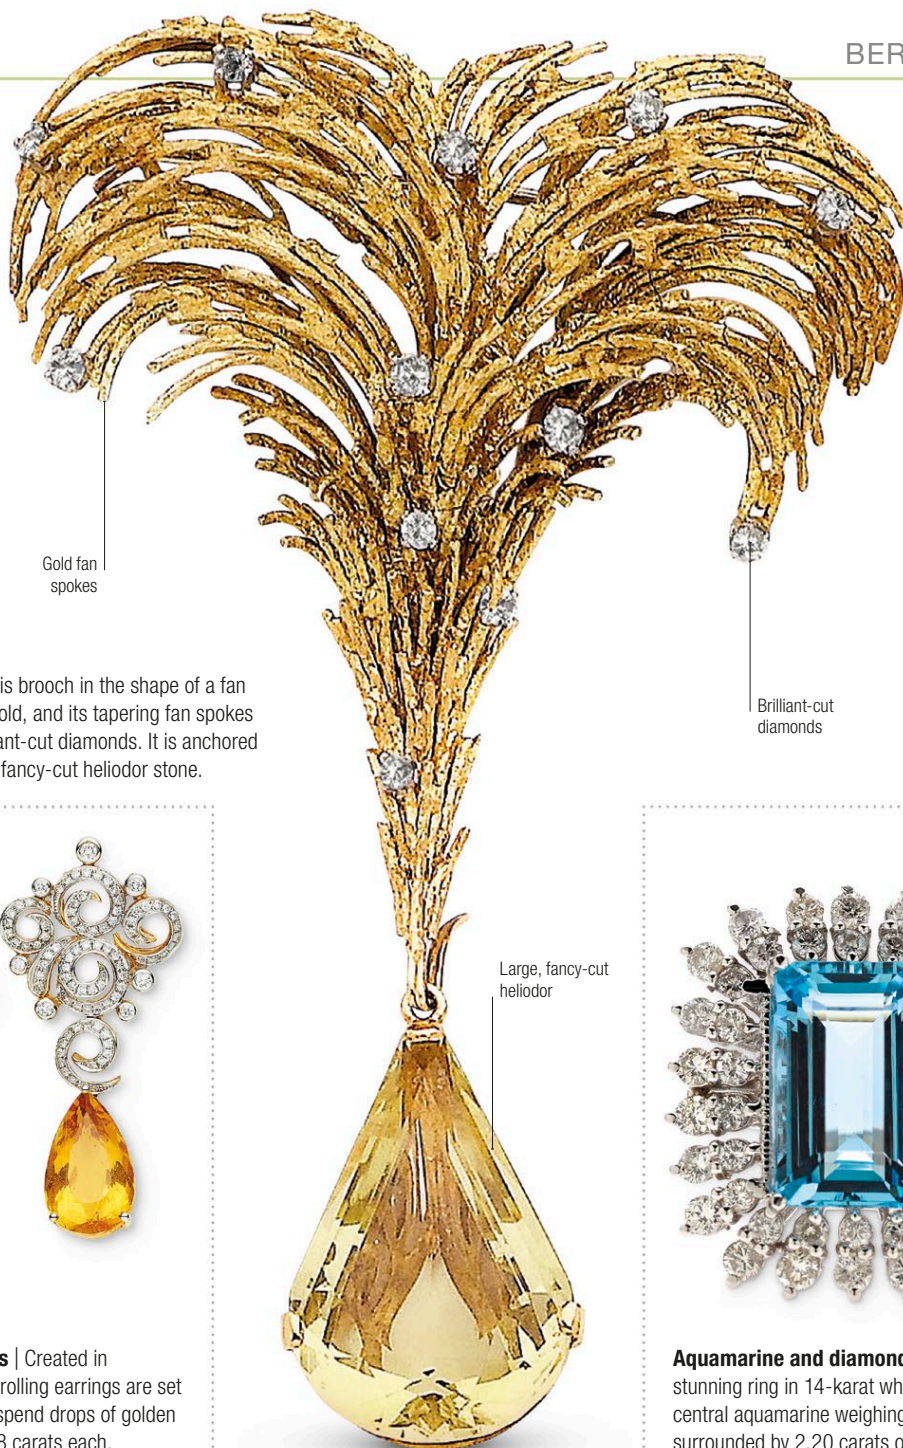 BER
Gold fan
spokes
is brooch in the shape of a fan
old, and its tapering fan spokes
ant-cut diamonds. It is anchored
fancy-cut heliodor stone.
Brilliant-cut
diamonds
Large, fancy-cut
heliodor
s | Created in
rolling earrings are set
spend drops of golden
8 carats each.
Aquamarine and diamond
stunning ring in 14-karat wh
central aquamarine weighing
surrounded by 2.20 carats o